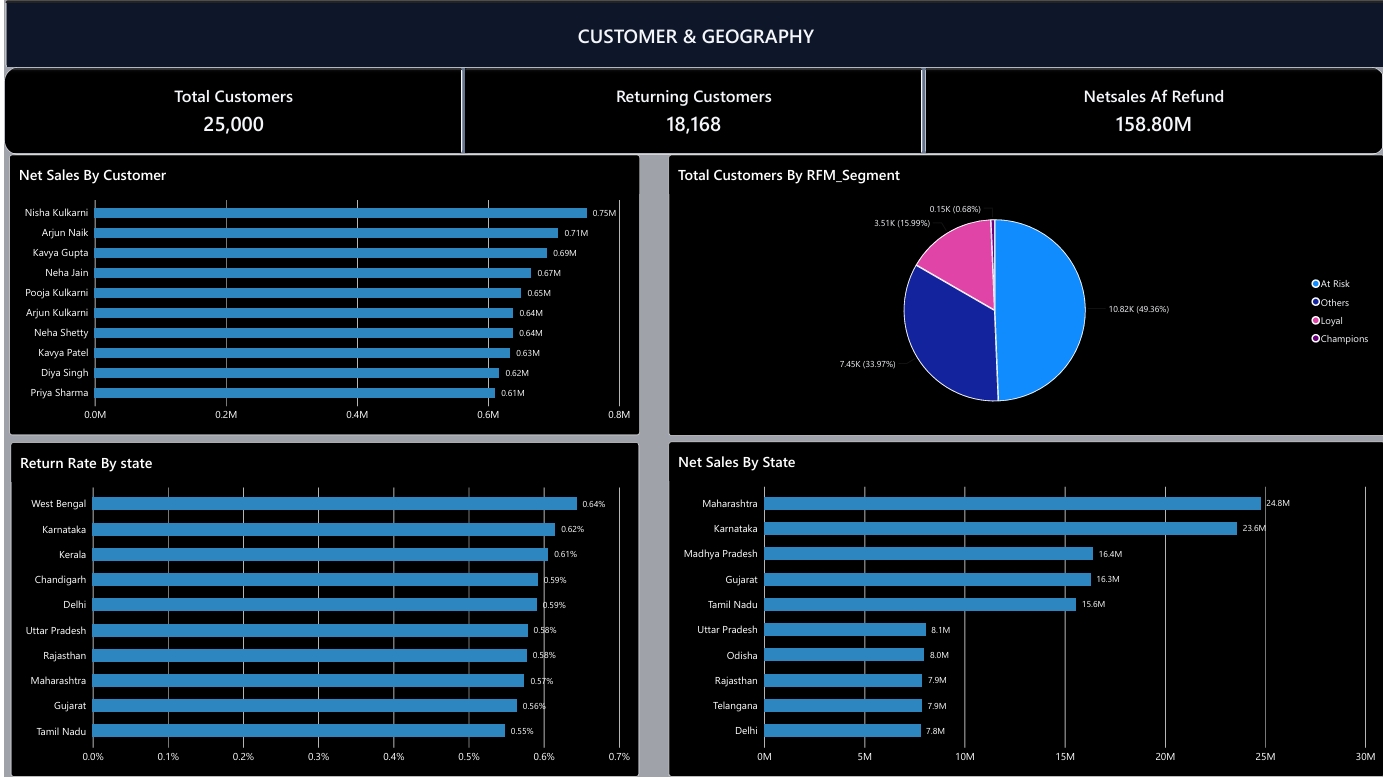 CUSTOMER & GEOGRAPHY
Total Customers
25,000
Returning Customers
18,168
Netsales Af Refund
158.80M
Net Sales By Customer
Nisha Kulkarni 0.75M
Arjun Naik 0.71M
Kavya Gupta 0.69M
Neha Jain 0.67M
Pooja Kulkarni 0.65M
Arjun Kulkarni 0.64M
Neha Shetty 0.64M
Kavya Patel 0.63M
Diya Singh 0.62M
Priya Sharma 0.61M
0.0M 0.2M 0.4M 0.6M 0.8M
Total Customers By RFM_Segment
0.15K (0.68%)
3.51K (15.99%)
10.82K (49.36%)
7.45K (33.97%)
At Risk
Others
Loyal
Champions
Return Rate By state
West Bengal 0.64%
Karnataka 0.62%
Kerala 0.61%
Chandigarh 0.59%
Delhi 0.59%
Uttar Pradesh 0.58%
Rajasthan 0.58%
Maharashtra 0.57%
Gujarat 0.56%
Tamil Nadu 0.55%
0.0% 0.1% 0.2% 0.3% 0.4% 0.5% 0.6% 0.7%
Net Sales By State
Maharashtra 24.8M
Karnataka 23.6M
Madhya Pradesh 16.4M
Gujarat 16.3M
Tamil Nadu 15.6M
Uttar Pradesh 8.1M
Odisha 8.0M
Rajasthan 7.9M
Telangana 7.9M
Delhi 7.8M
0M 5M 10M 15M 20M 25M 30M